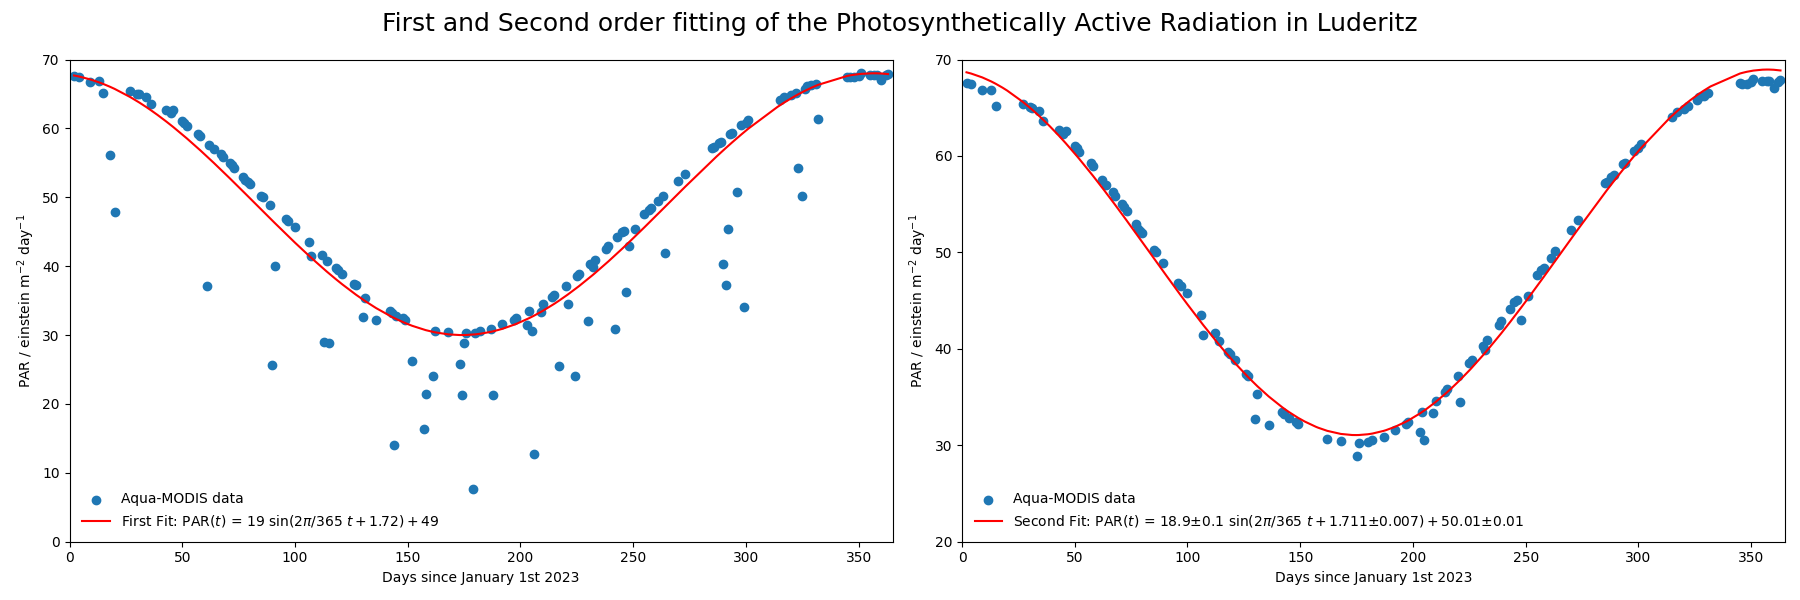 First and Second order fitting of the Photosynthetically Active Radiation in Luderitz
70
60
50
40
30
20
10
0
PAR / einstein m⁻² day⁻¹
Aqua-MODIS data
First Fit: PAR(t) = 19 sin(2π/365 t + 1.72) + 49
0 50 100 150 200 250 300 350
Days since January 1st 2023
70
60
50
40
30
20
PAR / einstein m⁻² day⁻¹
Aqua-MODIS data
Second Fit: PAR(t) = 18.9±0.1 sin(2π/365 t + 1.711±0.007) + 50.01±0.01
0 50 100 150 200 250 300 350
Days since January 1st 2023